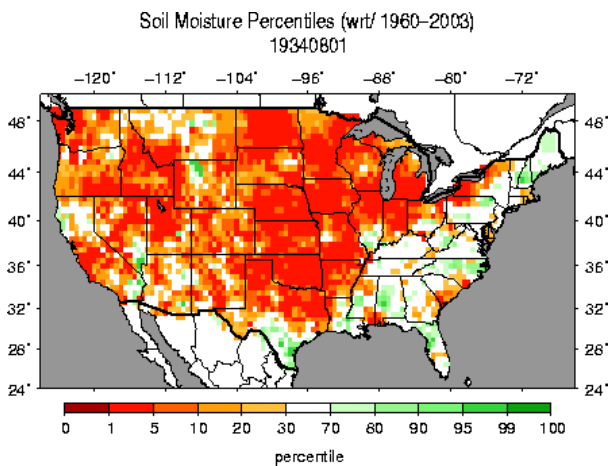 Soil Moisture Percentiles (wrt/ 1960–2003)
19340801
−120° −112° −104° −96° −88° −80° −72°
48° 48°
44° 44°
40° 40°
36° 36°
32° 32°
28° 28°
24° 24°
0 1 5 10 20 30 70 80 90 95 99 100
percentile